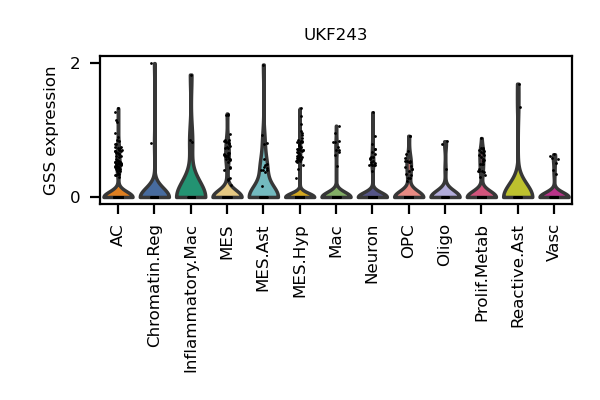 UKF243
GSS expression
2
0
AC
Chromatin.Reg
Inflammatory.Mac
MES
MES.Ast
MES.Hyp
Mac
Neuron
OPC
Oligo
Prolif.Metab
Reactive.Ast
Vasc